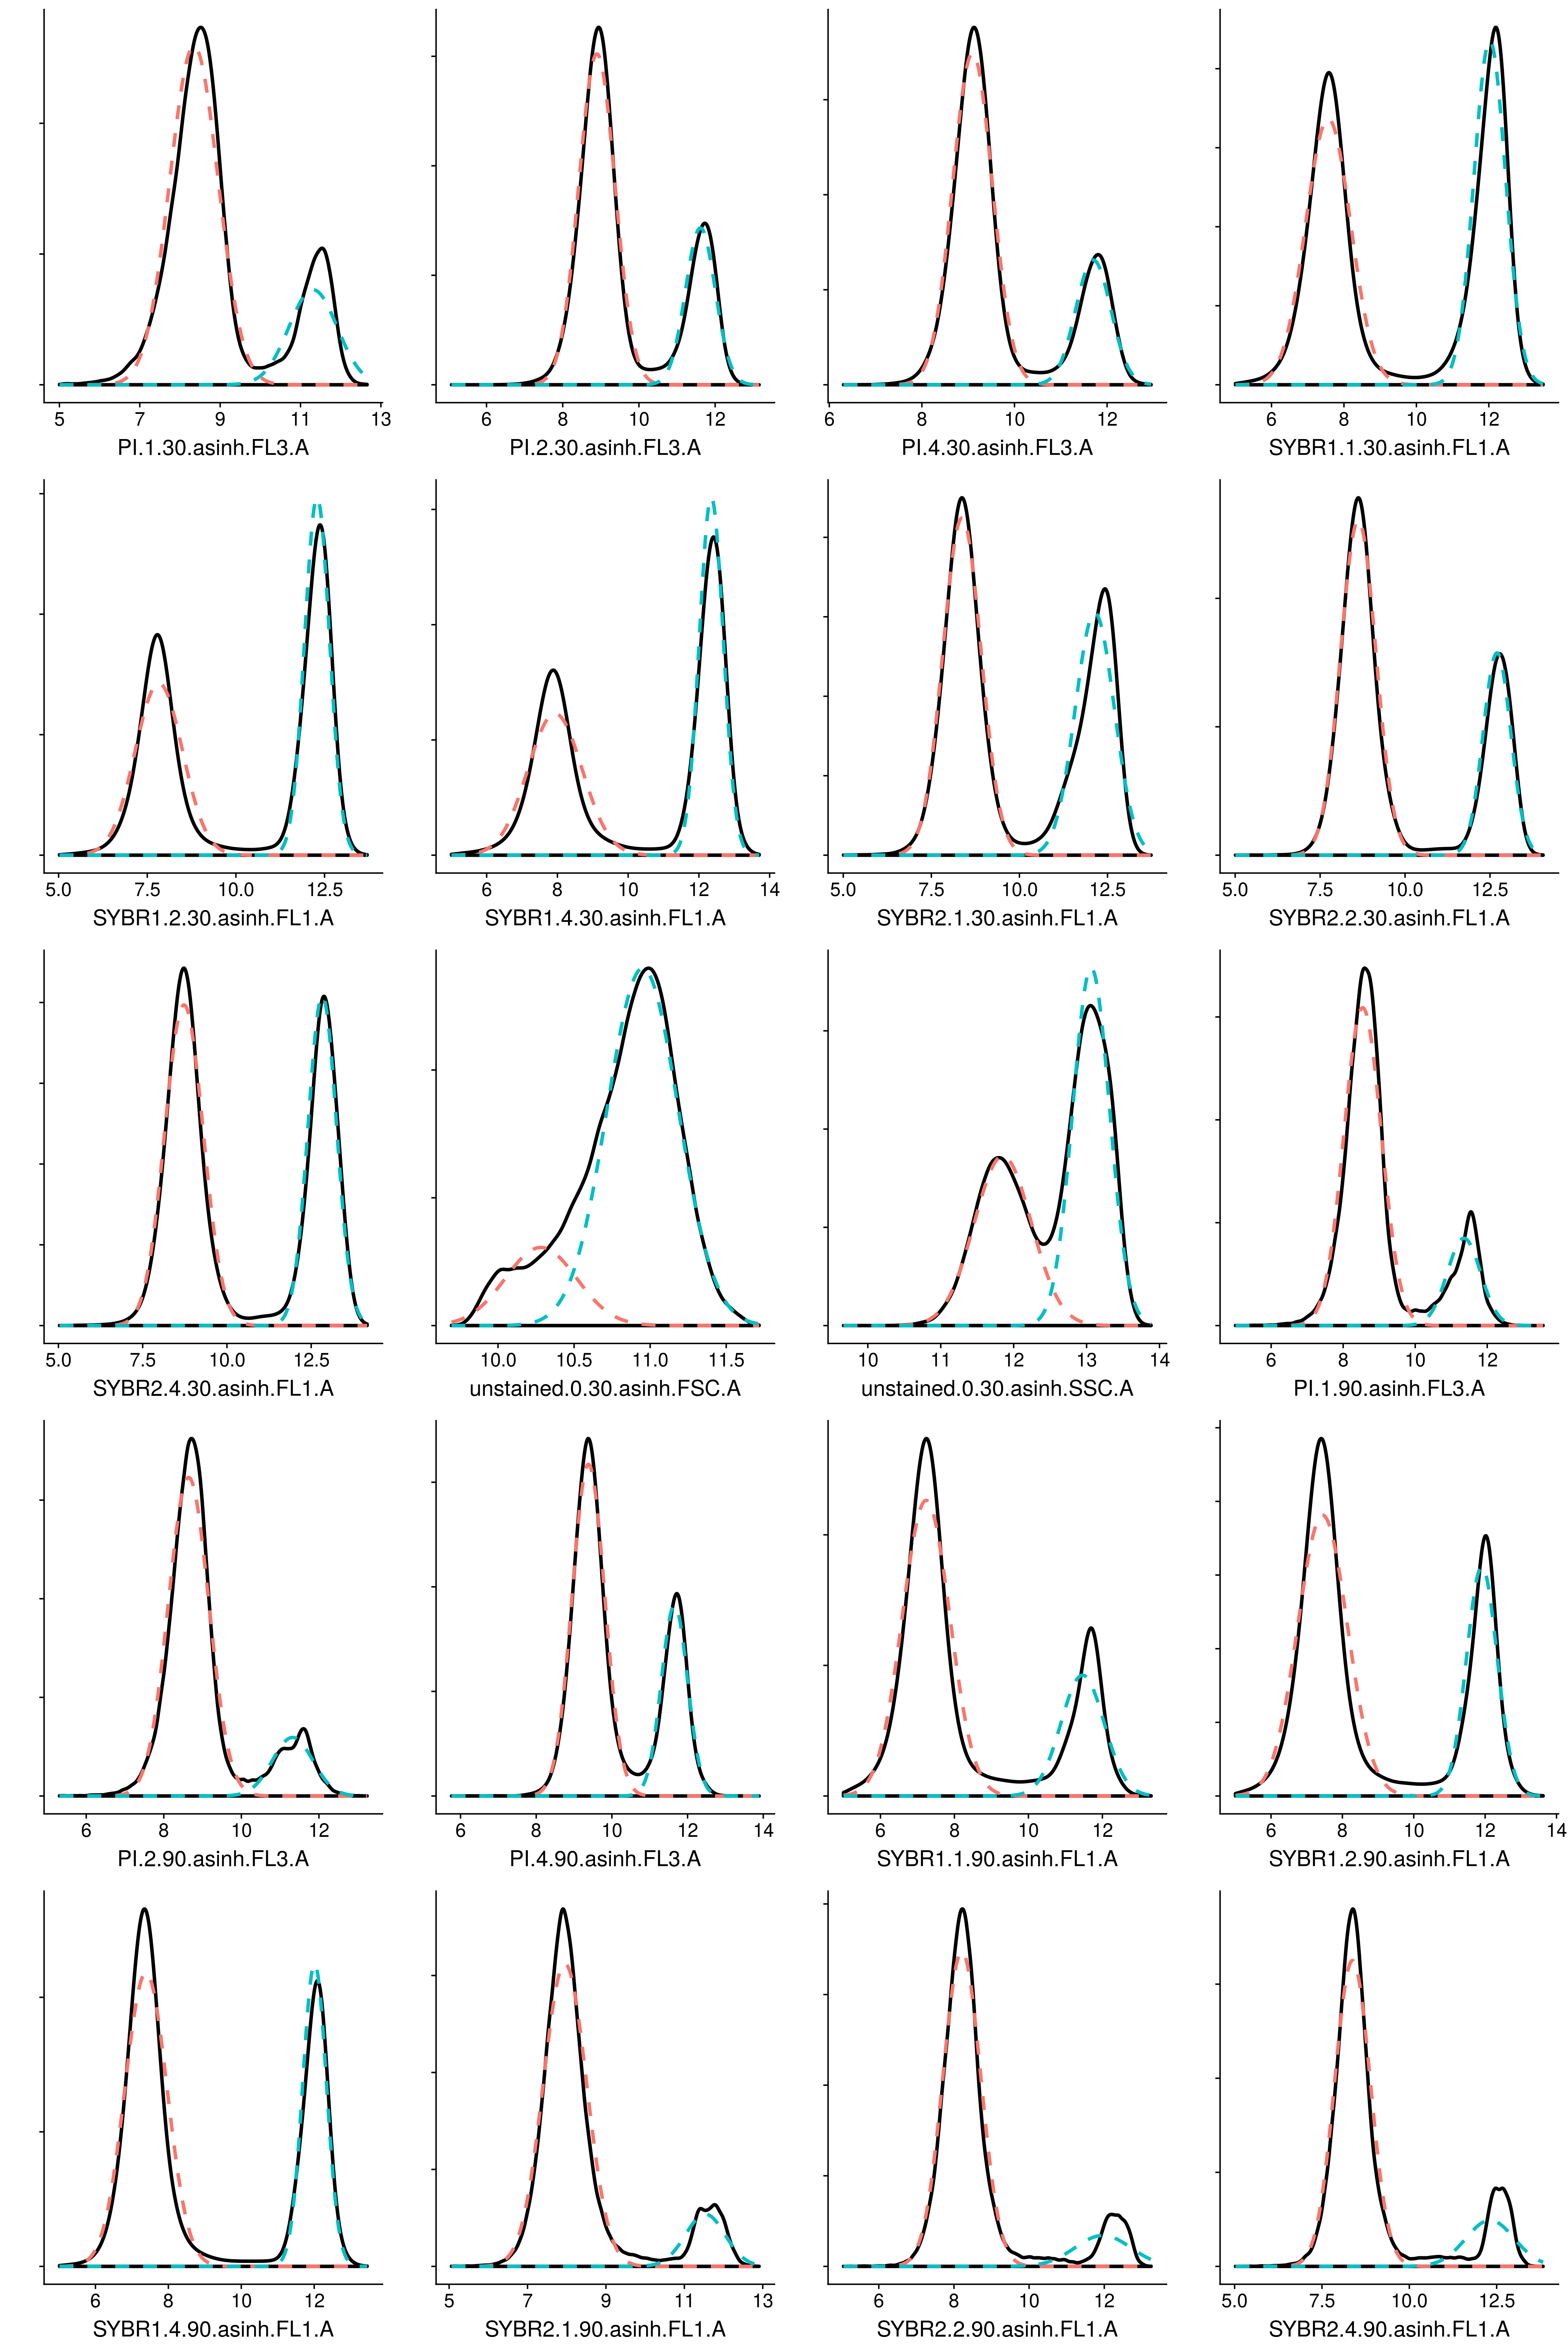 5 7 9 11 13 6 8 10 12 6 8 10 12 6 8 10 12
PI.1.30.asinh.FL3.A PI.2.30.asinh.FL3.A PI.4.30.asinh.FL3.A SYBR1.1.30.asinh.FL1.A
5.0 7.5 10.0 12.5 6 8 10 12 14 5.0 7.5 10.0 12.5 5.0 7.5 10.0 12.5
SYBR1.2.30.asinh.FL1.A SYBR1.4.30.asinh.FL1.A SYBR2.1.30.asinh.FL1.A SYBR2.2.30.asinh.FL1.A
5.0 7.5 10.0 12.5 10.0 10.5 11.0 11.5 10 11 12 13 14 6 8 10 12
SYBR2.4.30.asinh.FL1.A unstained.0.30.asinh.FSC.A unstained.0.30.asinh.SSC.A PI.1.90.asinh.FL3.A
6 8 10 12 6 8 10 12 14 6 8 10 12 6 8 10 12 14
PI.2.90.asinh.FL3.A PI.4.90.asinh.FL3.A SYBR1.1.90.asinh.FL1.A SYBR1.2.90.asinh.FL1.A
6 8 10 12 5 7 9 11 13 6 8 10 12 5.0 7.5 10.0 12.5
SYBR1.4.90.asinh.FL1.A SYBR2.1.90.asinh.FL1.A SYBR2.2.90.asinh.FL1.A SYBR2.4.90.asinh.FL1.A